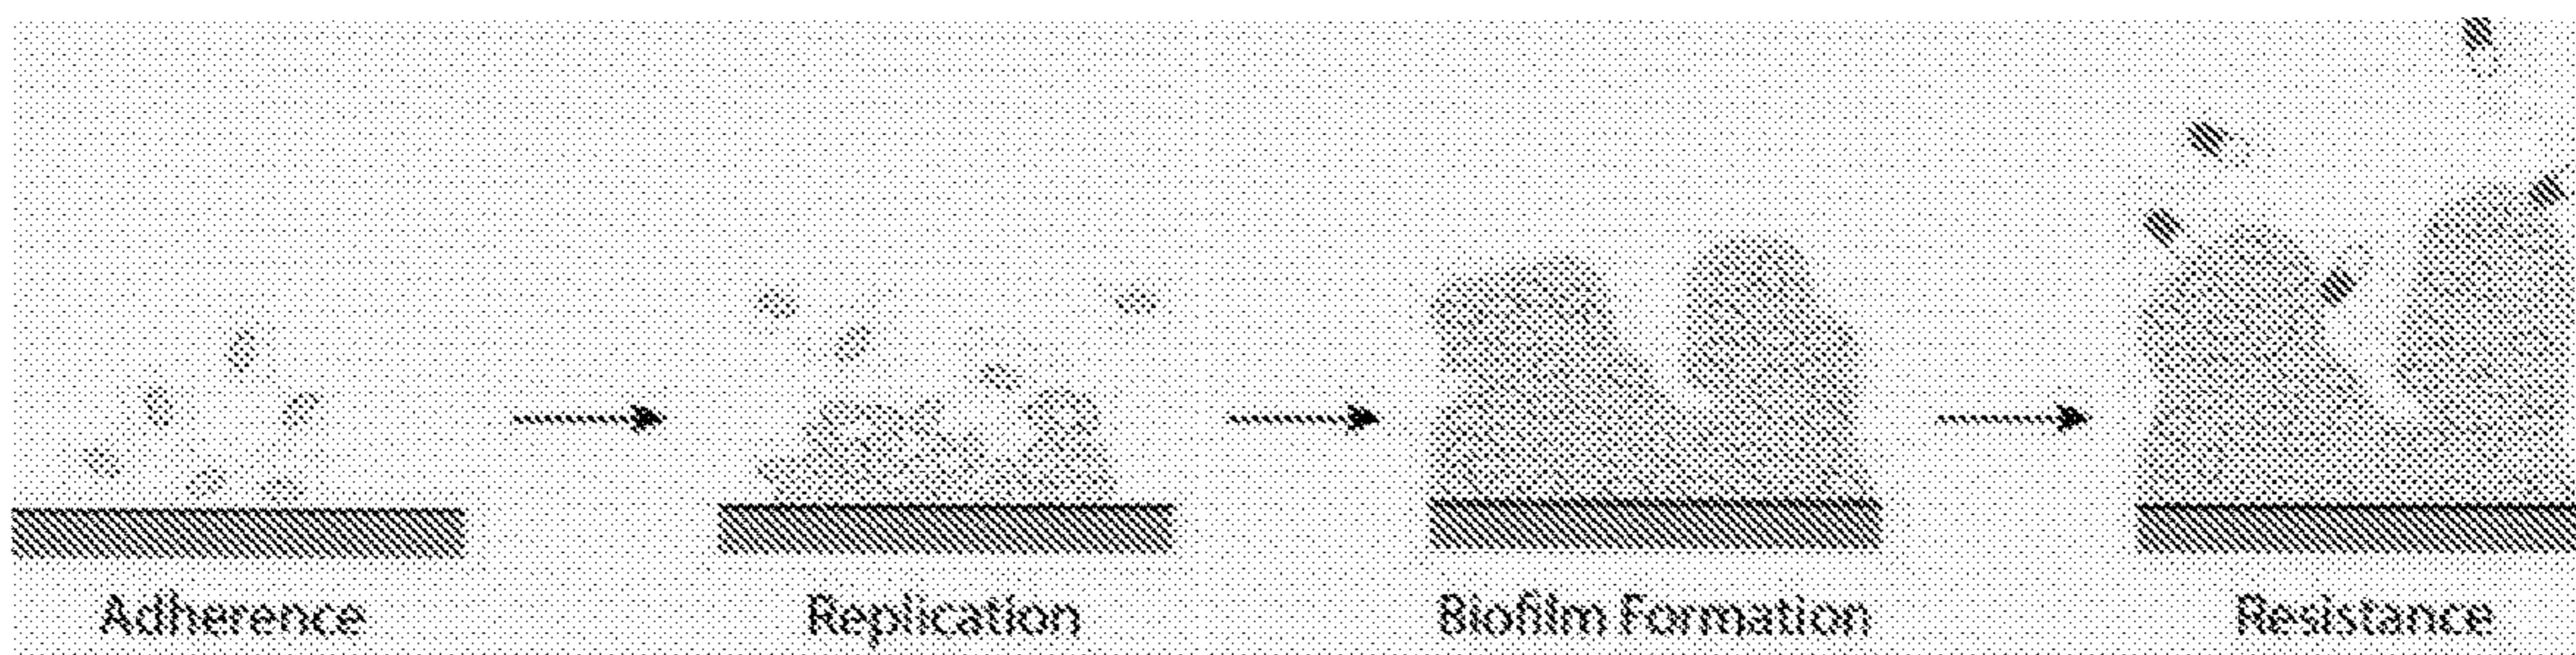 Adherence
Replication
Biofilm Formation
Resistance